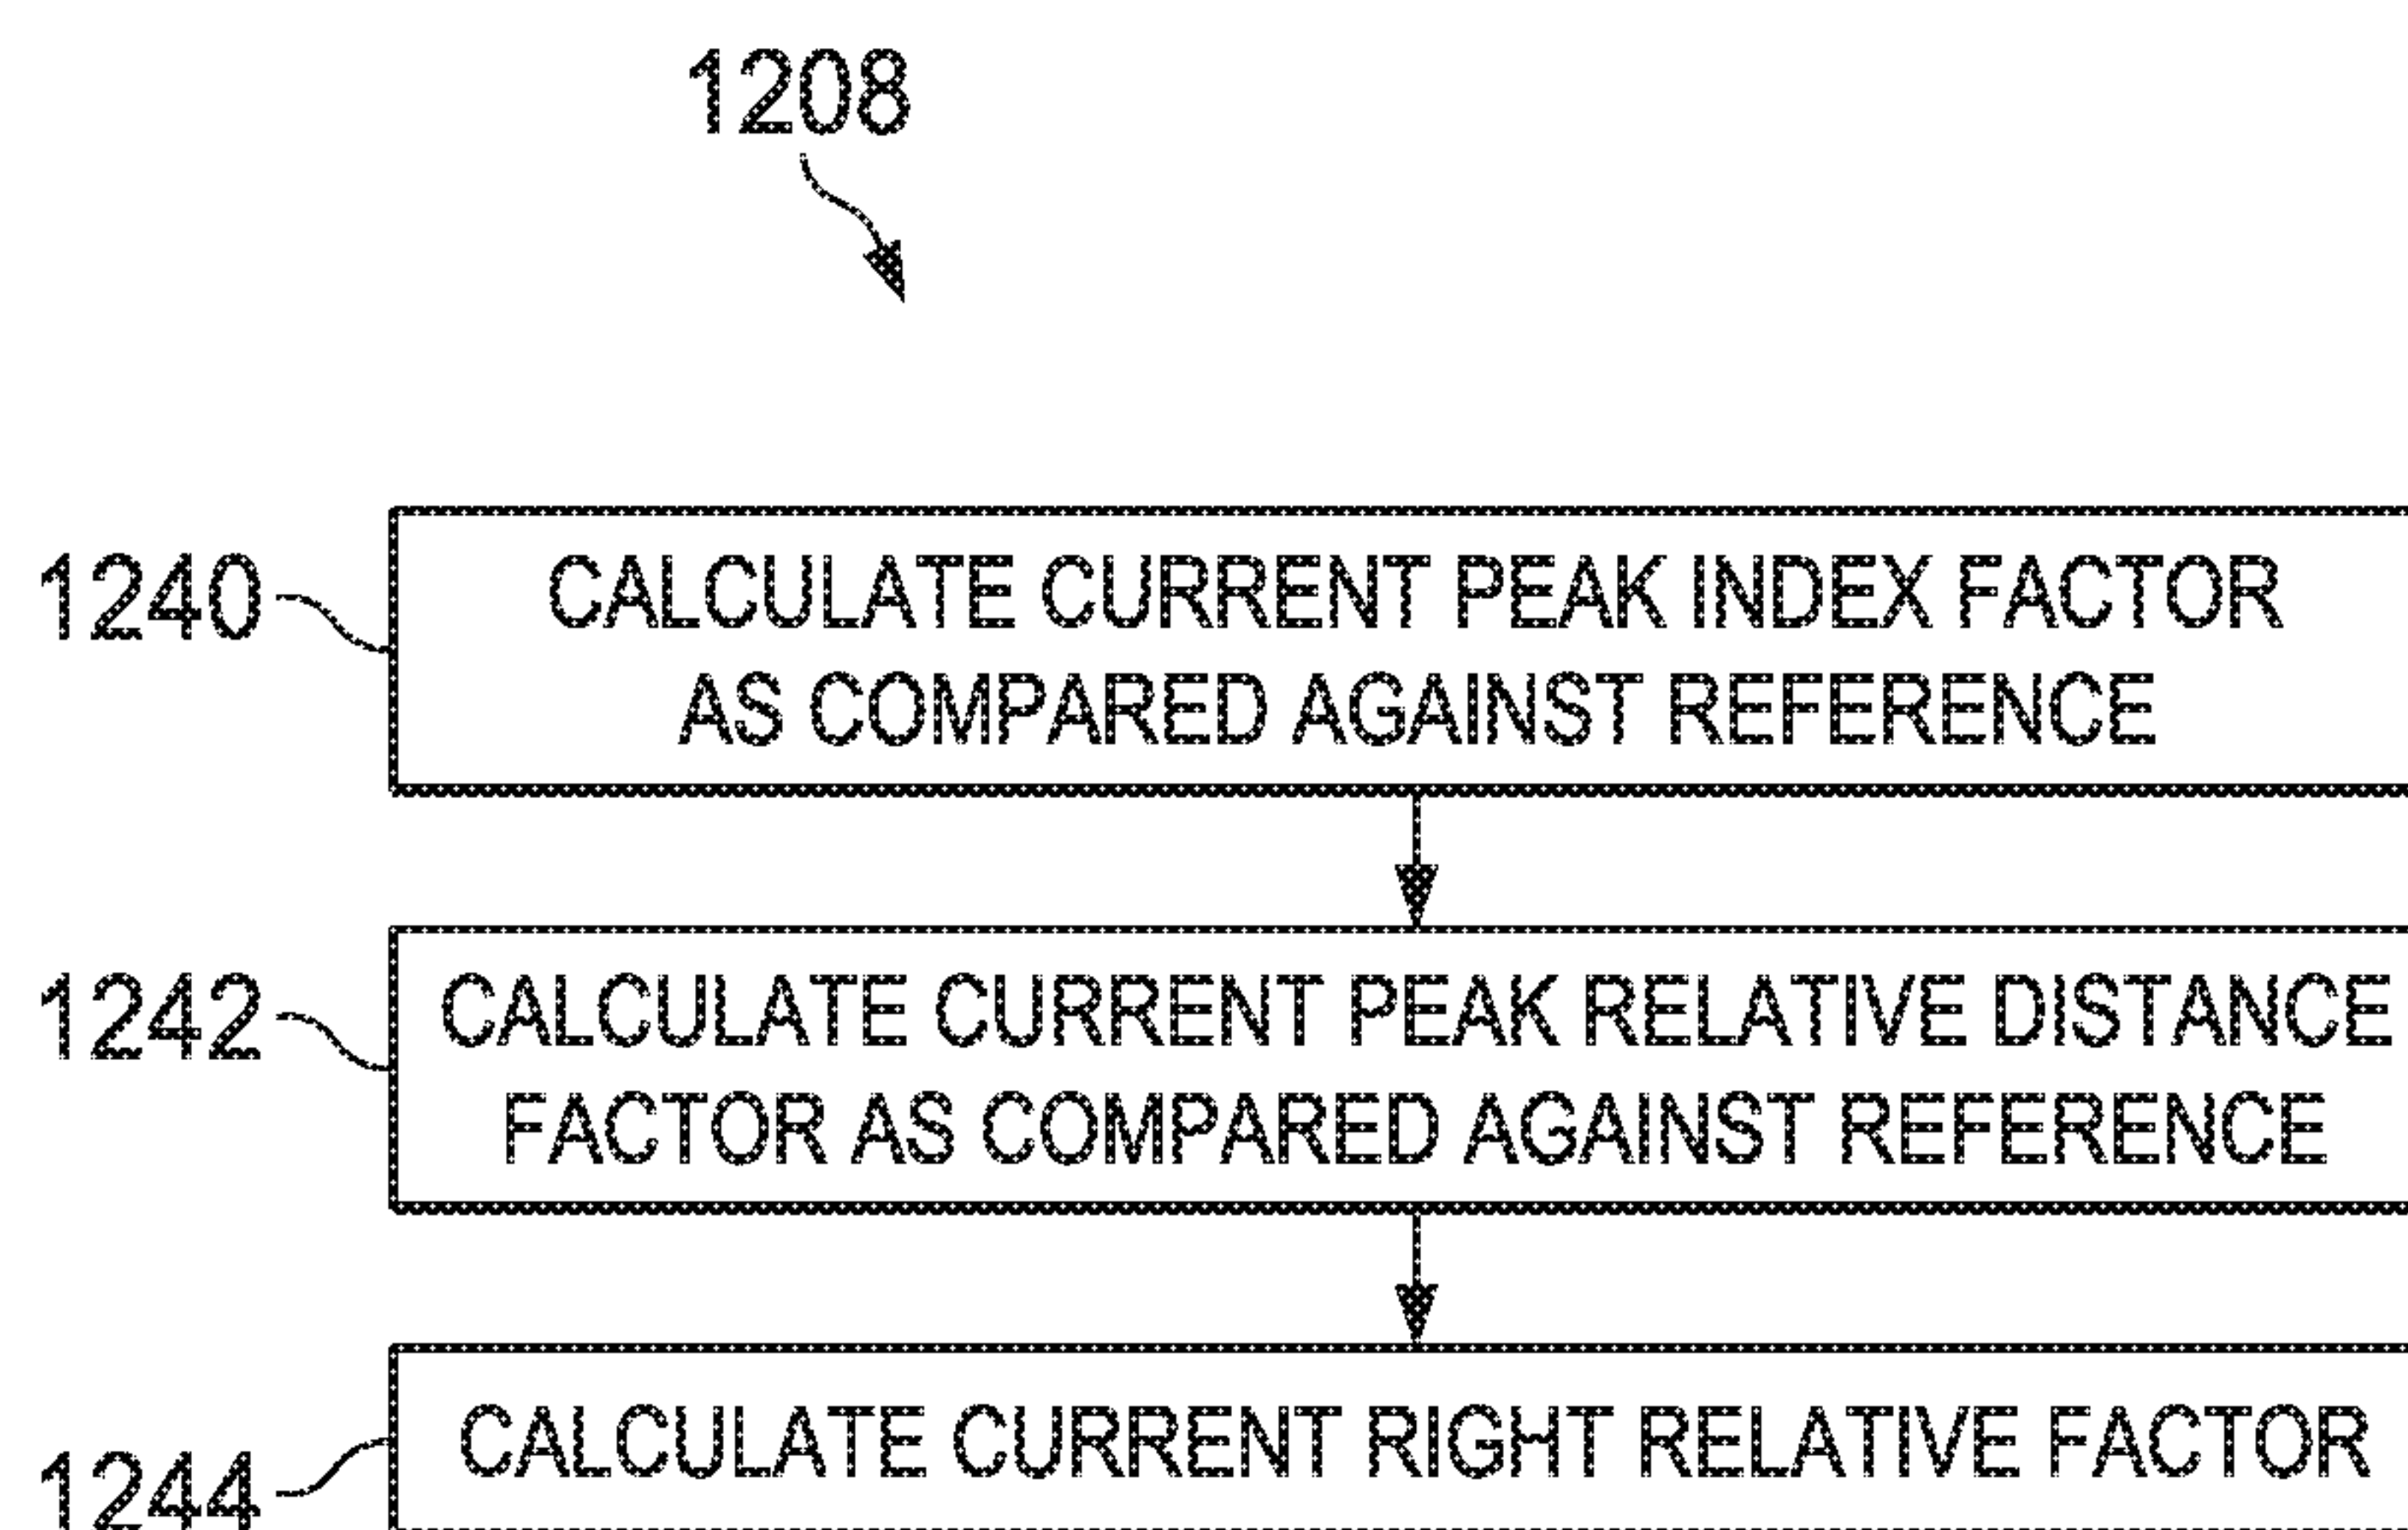 1208
1240
CALCULATE CURRENT PEAK INDEX FACTOR
AS COMPARED AGAINST REFERENCE
1242
CALCULATE CURRENT PEAK RELATIVE DISTANCE
FACTOR AS COMPARED AGAINST REFERENCE
1244
CALCULATE CURRENT RIGHT RELATIVE FACTOR